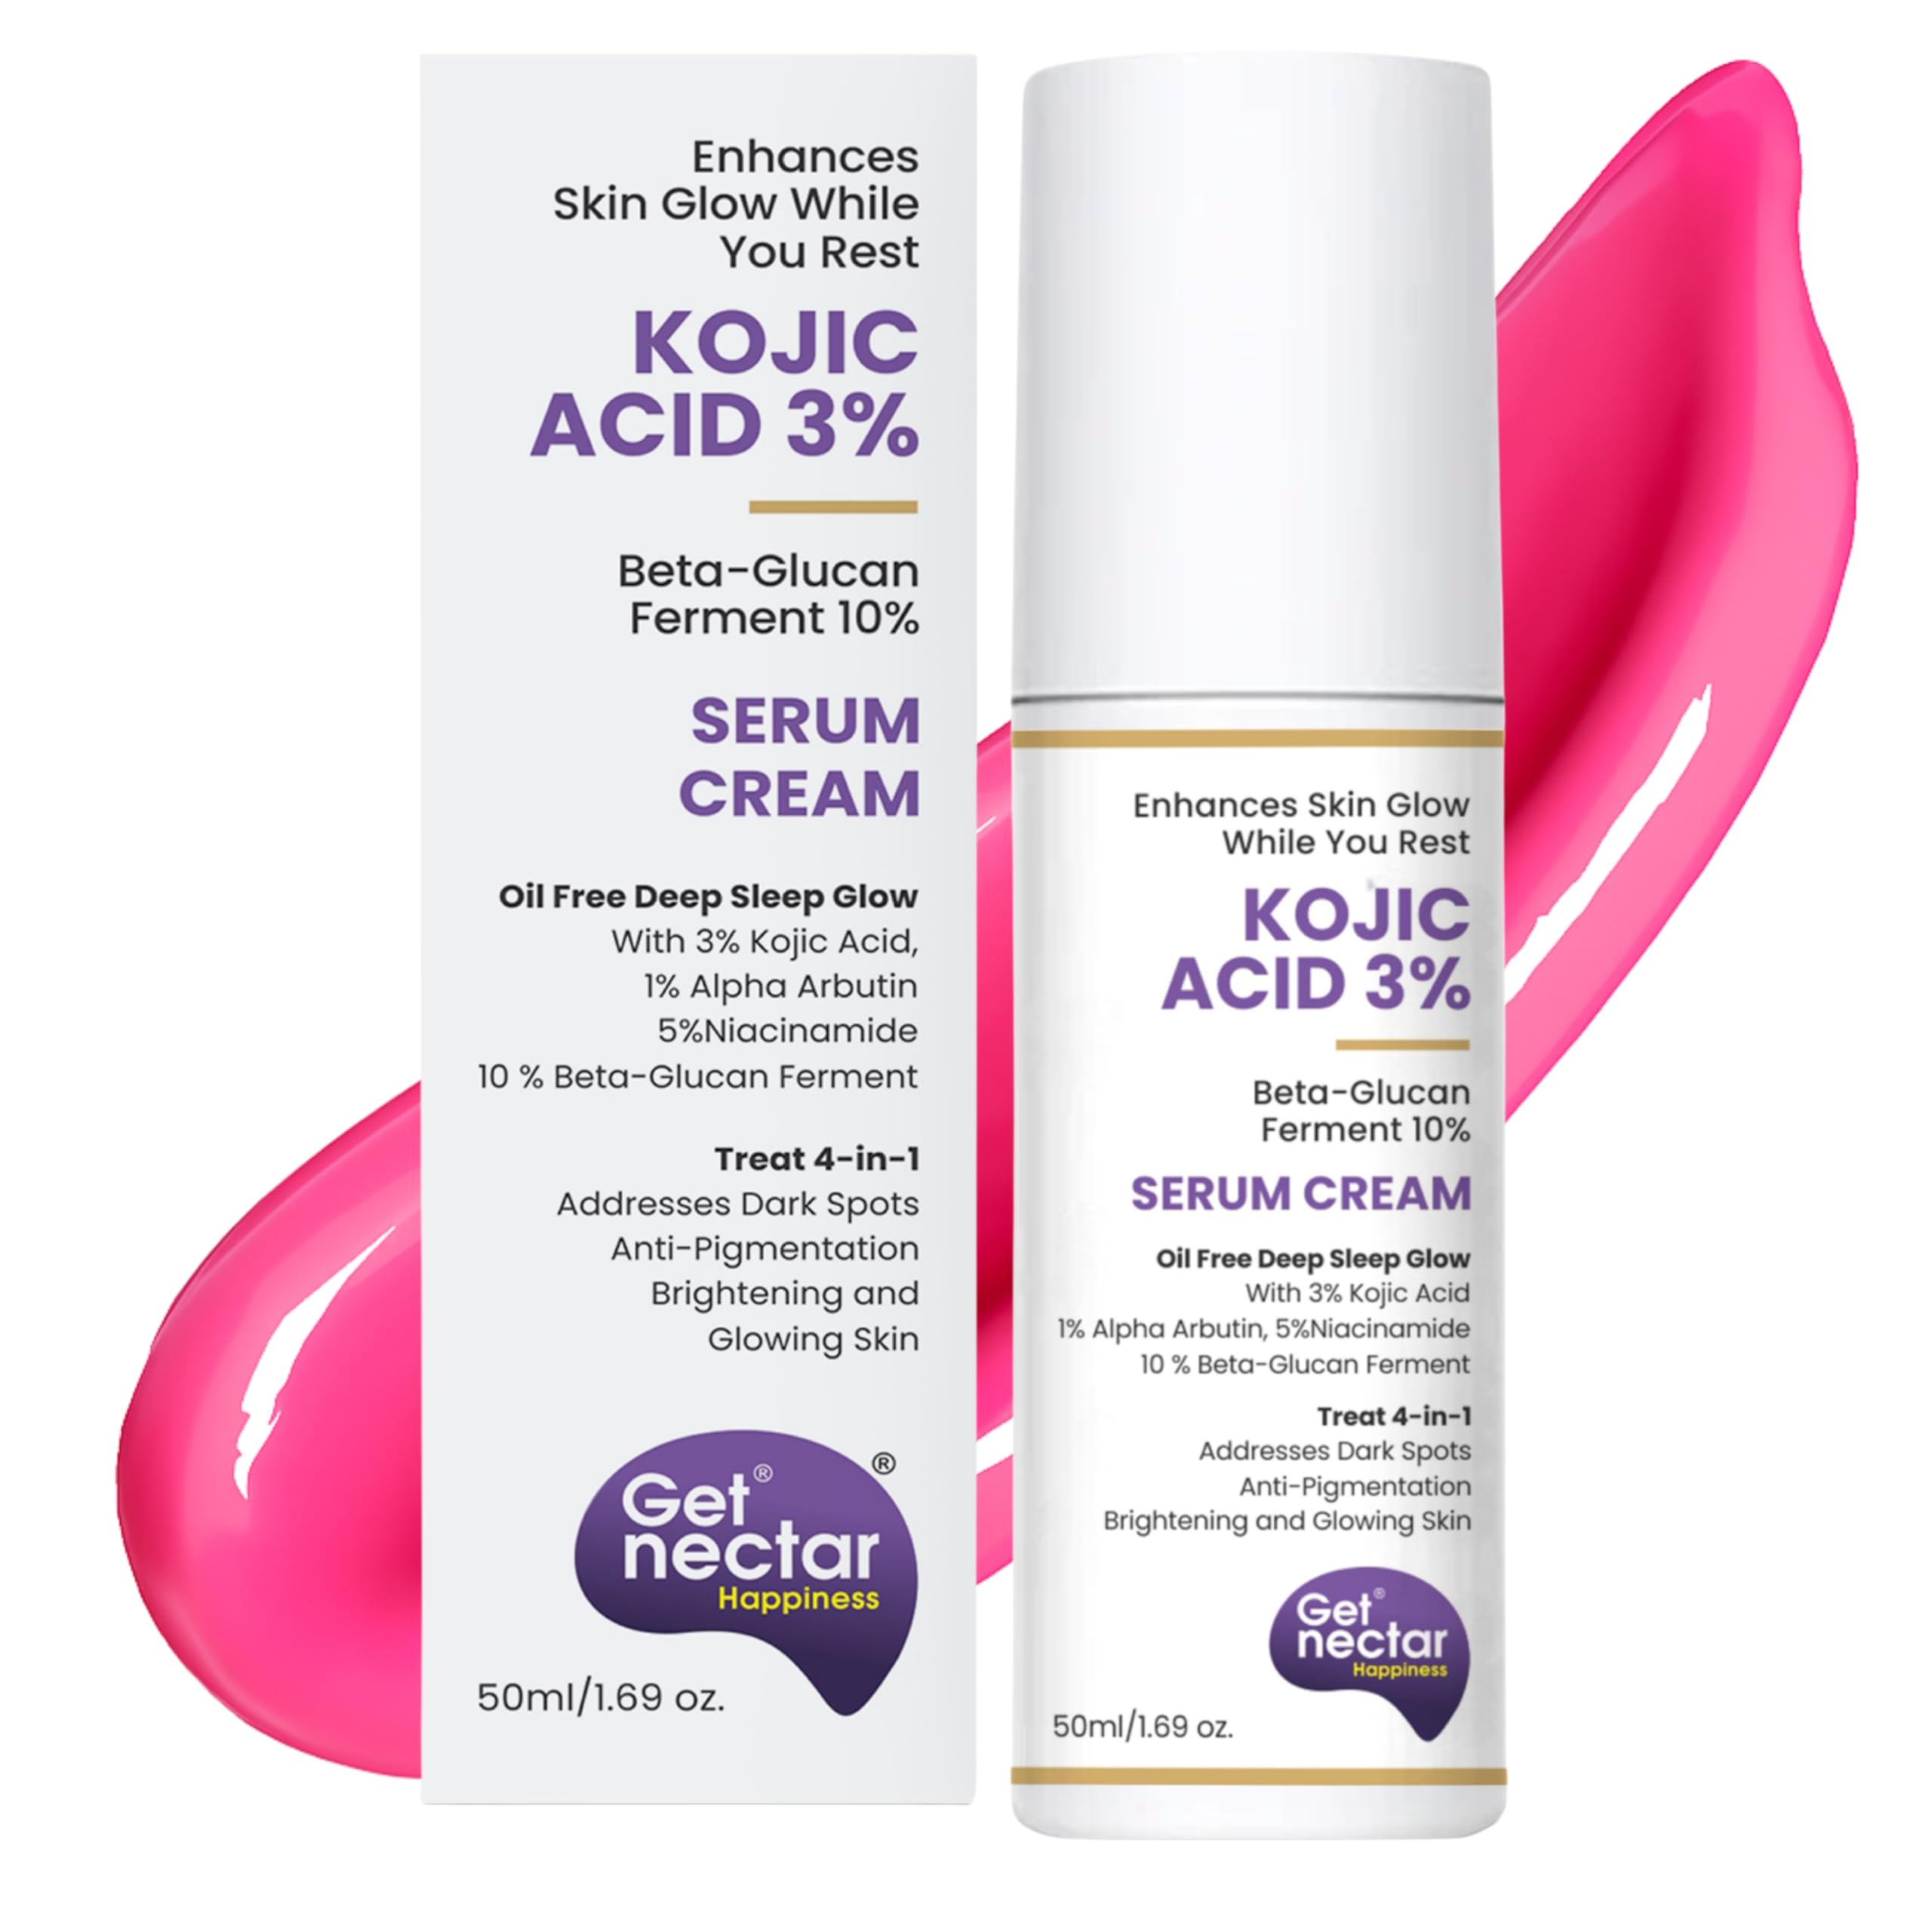 Enhances
Skin Glow While
You Rest
KOJIC
ACID 3%
Beta-Glucan
Ferment 10%
SERUM
CREAM
Oil Free Deep Sleep Glow
With 3% Kojic Acid,
1% Alpha Arbutin
5%Niacinamide
10 % Beta-Glucan Ferment
Treat 4-in-1
Addresses Dark Spots
Anti-Pigmentation
Brightening and
Glowing Skin
®
Get®
nectar
Happiness
50ml/1.69 oz.
Enhances Skin Glow
While You Rest
KOJIC
ACID 3%
Beta-Glucan
Ferment 10%
SERUM CREAM
Oil Free Deep Sleep Glow
With 3% Kojic Acid
1% Alpha Arbutin, 5%Niacinamide
10 % Beta-Glucan Ferment
Treat 4-in-1
Addresses Dark Spots
Anti-Pigmentation
Brightening and Glowing Skin
Get®
nectar
Happiness
50ml/1.69 oz.